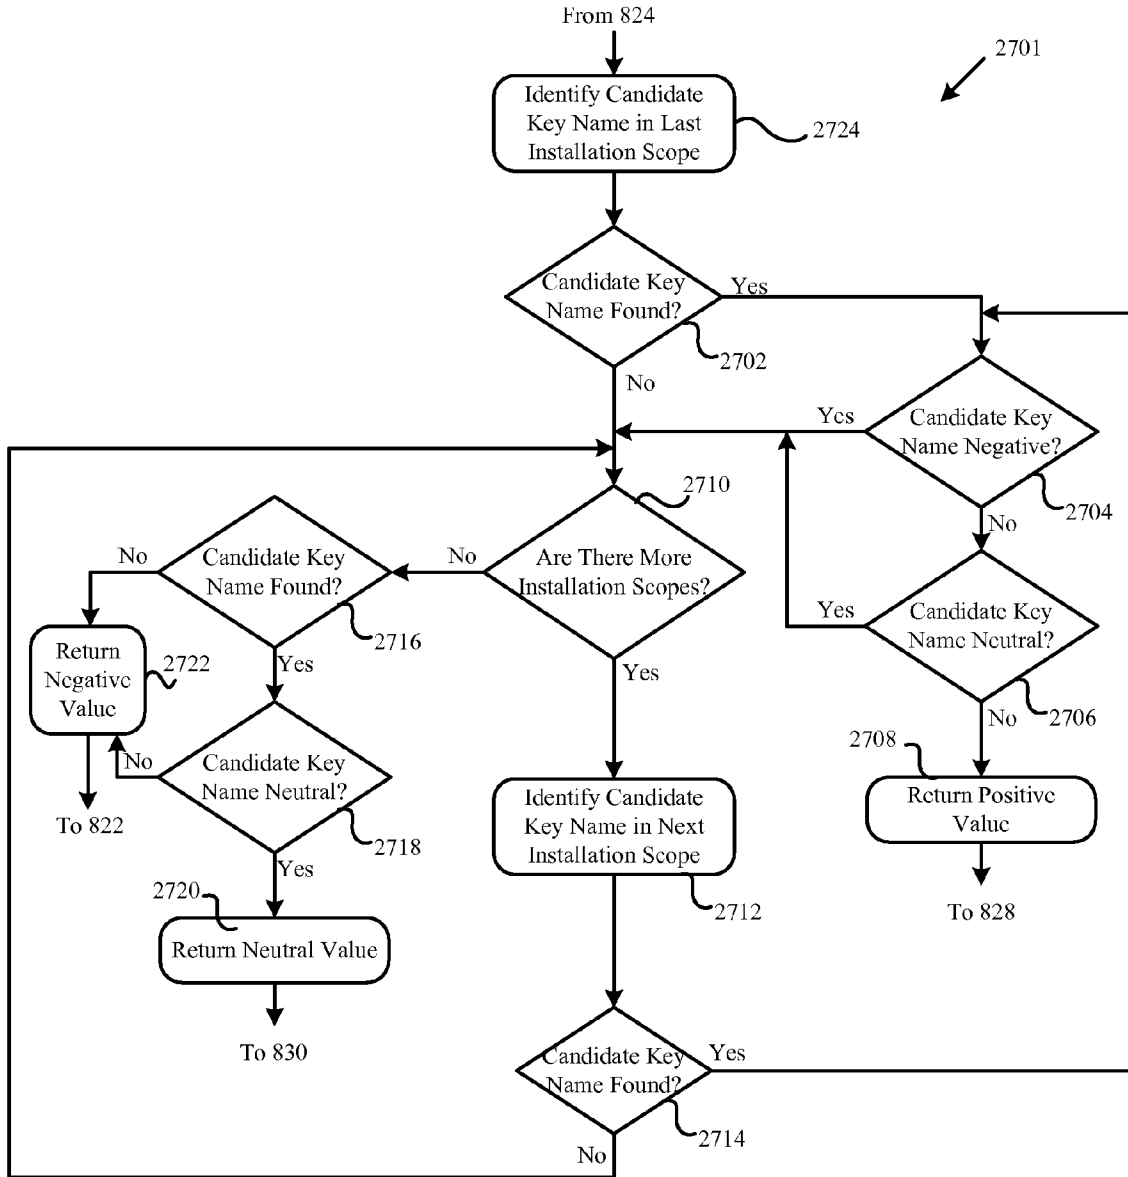 From 824
2701
Identify Candidate
Key Name in Last
Installation Scope
2724
Candidate Key
Name Found?
Yes
2702
No
Candidate Key
Name Negative?
Yes
2704
No
2710
Are There More
Installation Scopes?
No
Yes
Candidate Key
Name Found?
No
2716
Yes
Candidate Key
Name Neutral?
Yes
2706
No
Return
Negative
Value
2722
To 822
Candidate Key
Name Neutral?
No
2718
Yes
2708
Return Positive
Value
To 828
Identify Candidate
Key Name in Next
Installation Scope
2712
2720
Return Neutral Value
To 830
Candidate Key
Name Found?
Yes
2714
No